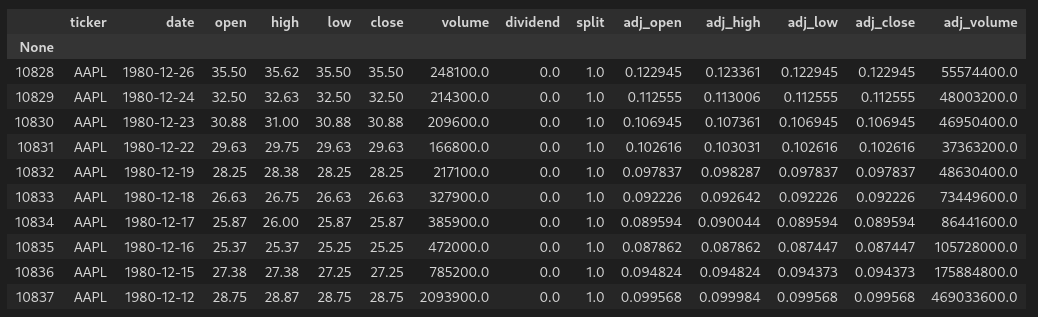 ticker date open high low close volume dividend split adj_open adj_high adj_low adj_close adj_volume
None
10828 AAPL 1980-12-26 35.50 35.62 35.50 35.50 248100.0 0.0 1.0 0.122945 0.123361 0.122945 0.122945 55574400.0
10829 AAPL 1980-12-24 32.50 32.63 32.50 32.50 214300.0 0.0 1.0 0.112555 0.113006 0.112555 0.112555 48003200.0
10830 AAPL 1980-12-23 30.88 31.00 30.88 30.88 209600.0 0.0 1.0 0.106945 0.107361 0.106945 0.106945 46950400.0
10831 AAPL 1980-12-22 29.63 29.75 29.63 29.63 166800.0 0.0 1.0 0.102616 0.103031 0.102616 0.102616 37363200.0
10832 AAPL 1980-12-19 28.25 28.38 28.25 28.25 217100.0 0.0 1.0 0.097837 0.098287 0.097837 0.097837 48630400.0
10833 AAPL 1980-12-18 26.63 26.75 26.63 26.63 327900.0 0.0 1.0 0.092226 0.092642 0.092226 0.092226 73449600.0
10834 AAPL 1980-12-17 25.87 26.00 25.87 25.87 385900.0 0.0 1.0 0.089594 0.090044 0.089594 0.089594 86441600.0
10835 AAPL 1980-12-16 25.37 25.37 25.25 25.25 472000.0 0.0 1.0 0.087862 0.087862 0.087447 0.087447 105728000.0
10836 AAPL 1980-12-15 27.38 27.38 27.25 27.25 785200.0 0.0 1.0 0.094824 0.094824 0.094373 0.094373 175884800.0
10837 AAPL 1980-12-12 28.75 28.87 28.75 28.75 2093900.0 0.0 1.0 0.099568 0.099984 0.099568 0.099568 469033600.0